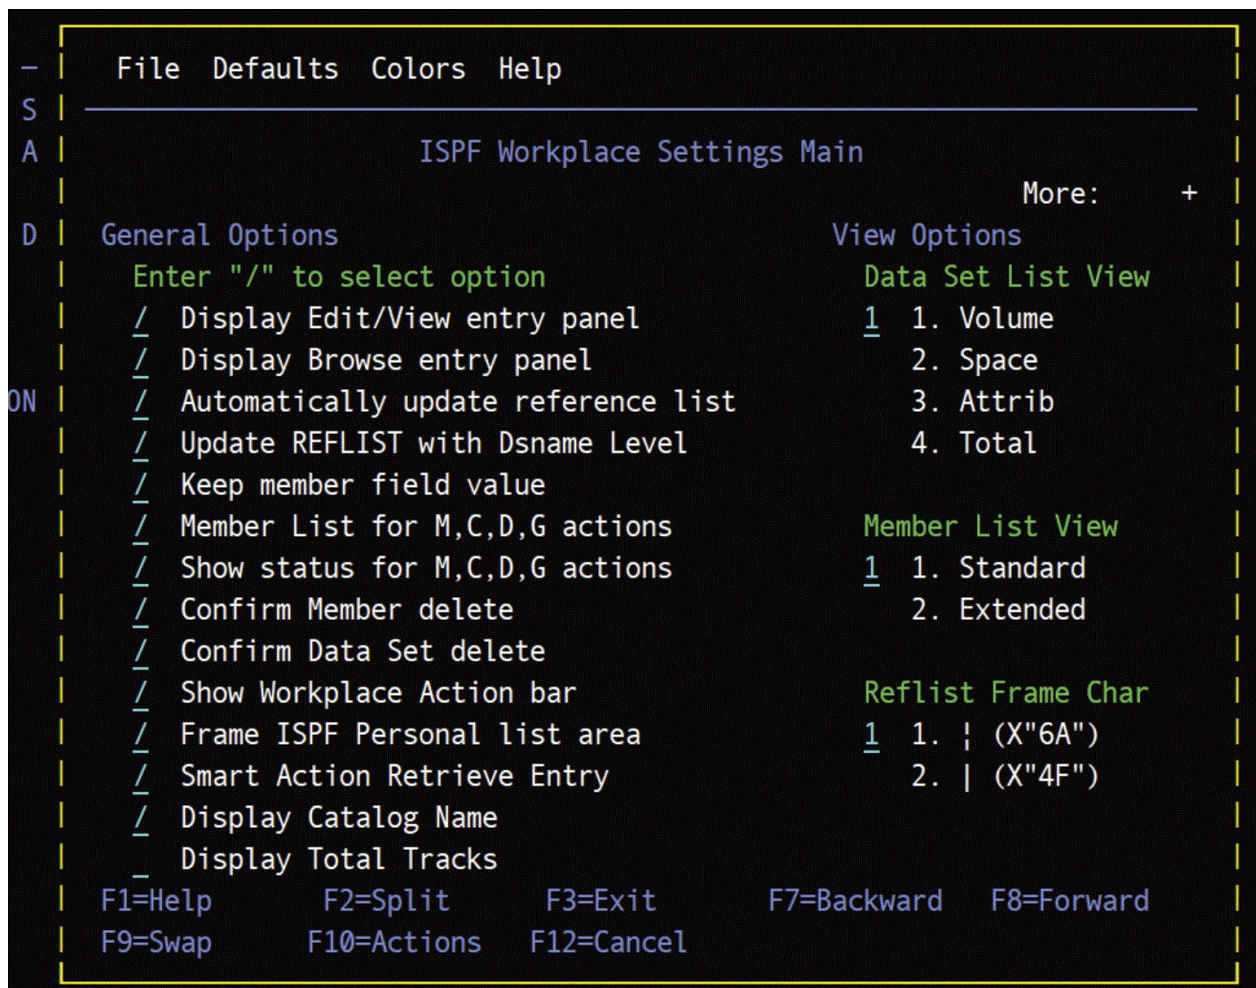 File  Defaults  Colors  Help
S
A ISPF Workplace Settings Main
More:     +
D General Options View Options
Enter "/" to select option Data Set List View
/  Display Edit/View entry panel 1  1. Volume
/  Display Browse entry panel 2. Space
ON /  Automatically update reference list 3. Attrib
/  Update REFLIST with Dsname Level 4. Total
/  Keep member field value
/  Member List for M,C,D,G actions Member List View
/  Show status for M,C,D,G actions 1  1. Standard
/  Confirm Member delete 2. Extended
/  Confirm Data Set delete
/  Show Workplace Action bar Reflist Frame Char
/  Frame ISPF Personal list area 1  1. ¦ (X"6A")
/  Smart Action Retrieve Entry 2. | (X"4F")
/  Display Catalog Name
_  Display Total Tracks
F1=Help F2=Split F3=Exit F7=Backward F8=Forward
F9=Swap F10=Actions F12=Cancel